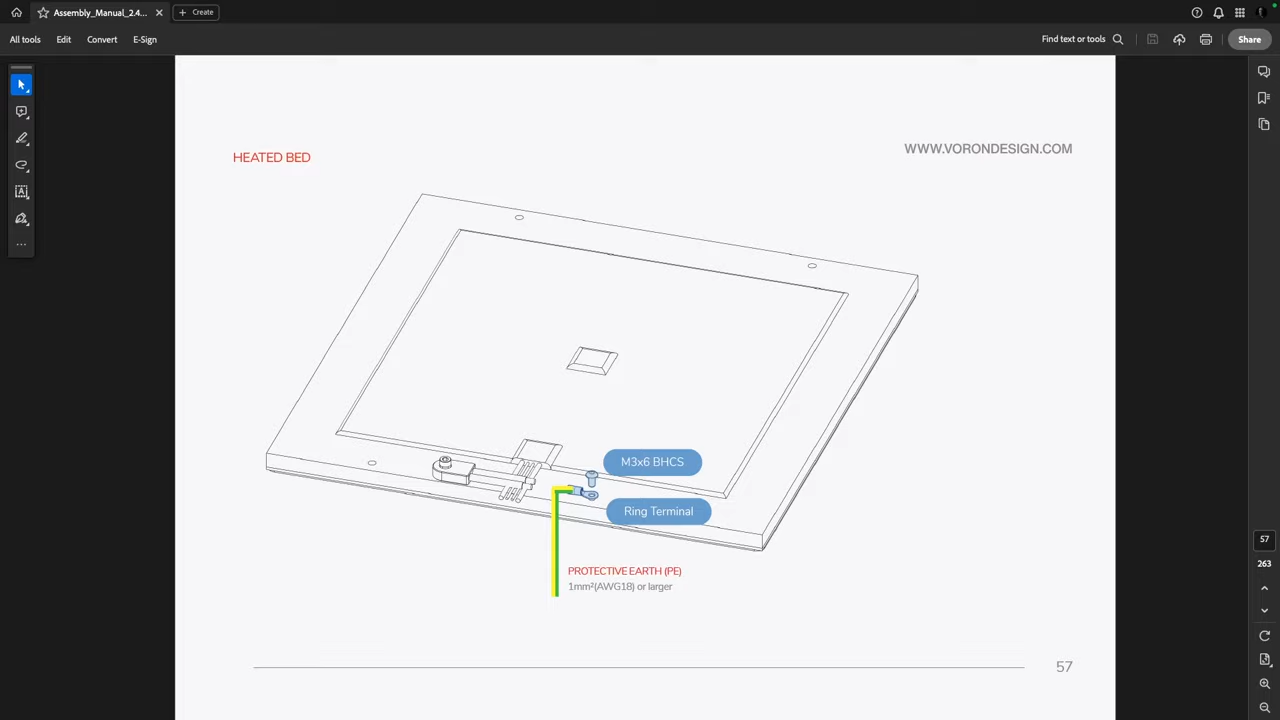 Assembly_Manual_2.4...
Create
All tools
Edit
Convert
E-Sign
Find text or tools
Share
HEATED BED
WWW.VORONDESIGN.COM
M3x6 BHCS
Ring Terminal
PROTECTIVE EARTH (PE)
1mm²(AWG18) or larger
57
263
57